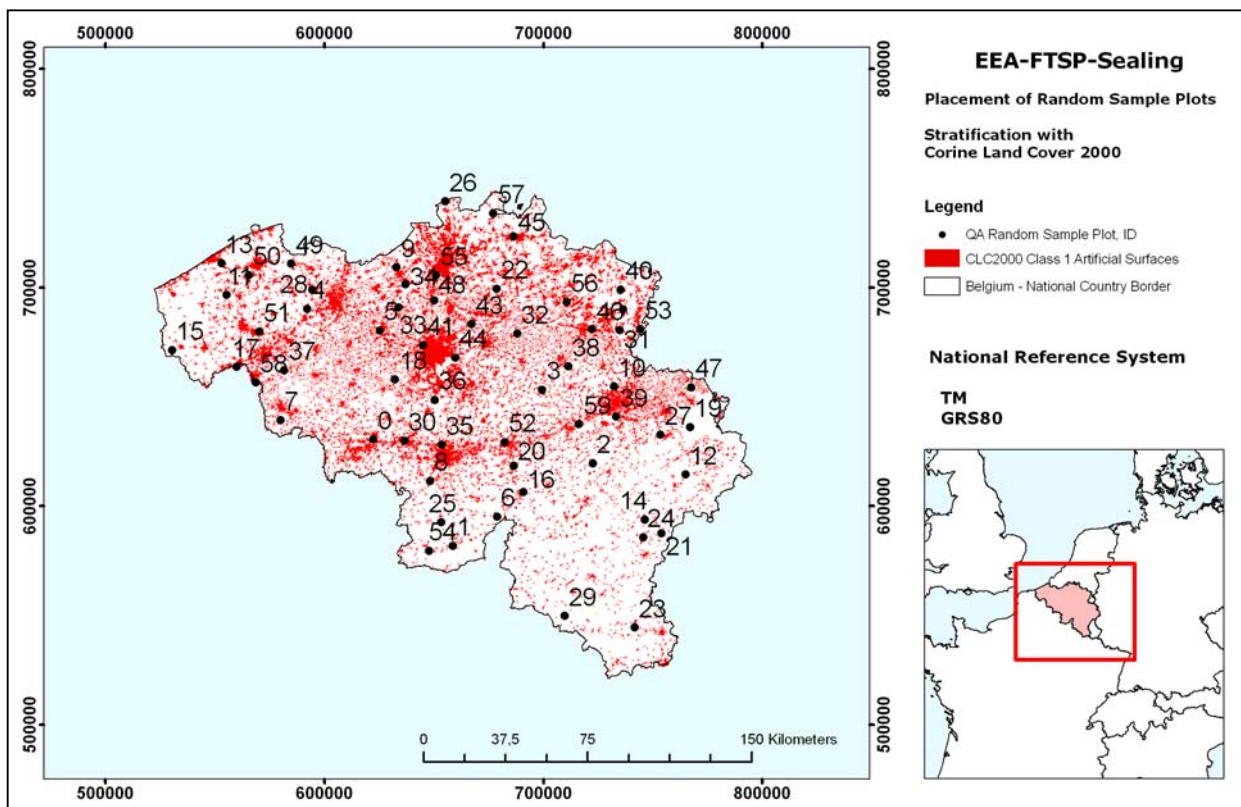 500000 600000 700000 800000
EEA-FTSP-Sealing
Placement of Random Sample Plots
Stratification with
Corine Land Cover 2000
Legend
QA Random Sample Plot, ID
CLC2000 Class 1 Artificial Surfaces
Belgium - National Country Border
National Reference System
TM
GRS80
800000 800000
26 57
45
13 50 49 9 55
11 28 4 34 48 22 56 40
700000 700000
51 5 43 32 46 53
15 33 41 44 38 31
17 58 37 18 36 3 10 47
7 59 39 27 19
0 30 35 52 2
8 20 12
16
25 6 14
600000 600000
54 1 24
21
29 23
500000 500000
0 37,5 75 150 Kilometers
500000 600000 700000 800000